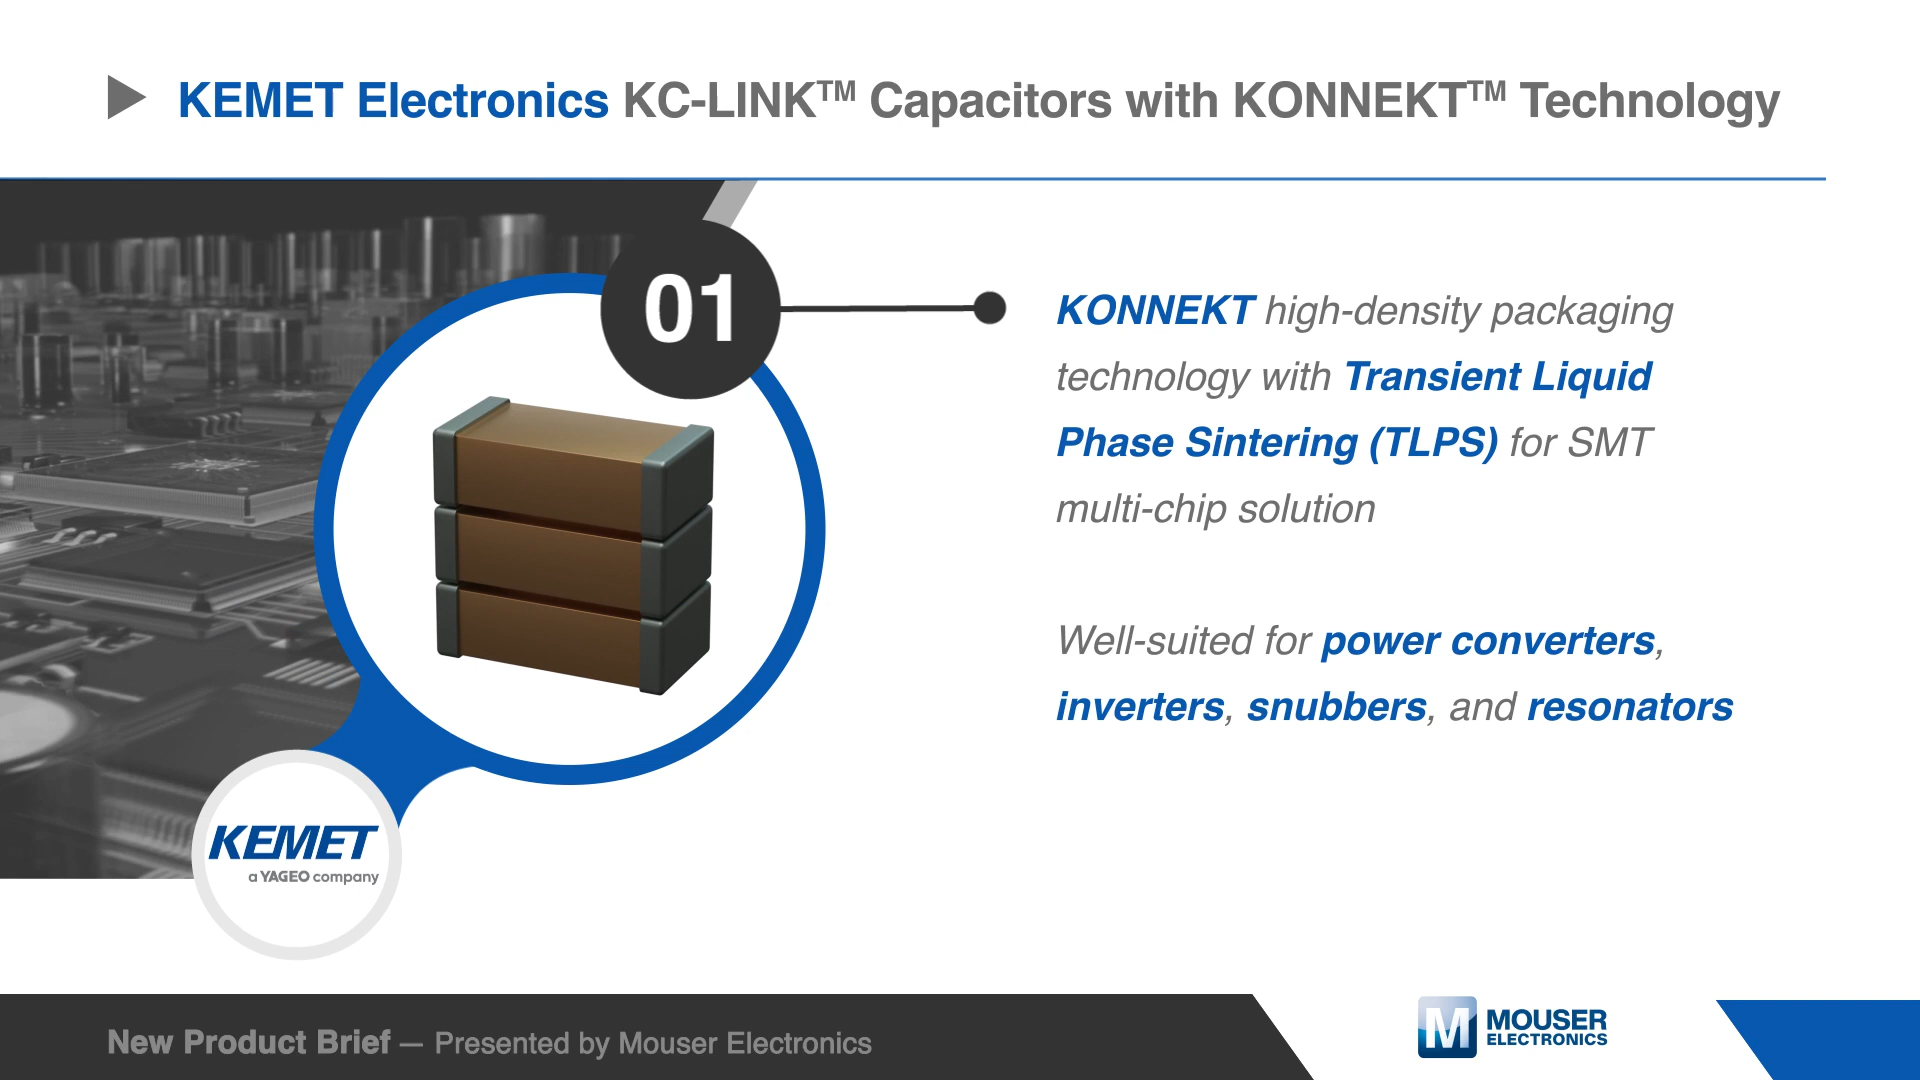 KEMET Electronics KC-LINK™ Capacitors with KONNEKT™ Technology
01
KONNEKT high-density packaging
technology with Transient Liquid
Phase Sintering (TLPS) for SMT
multi-chip solution
Well-suited for power converters,
inverters, snubbers, and resonators
KEMET
a YAGEO company
New Product Brief — Presented by Mouser Electronics
M
MOUSER
ELECTRONICS